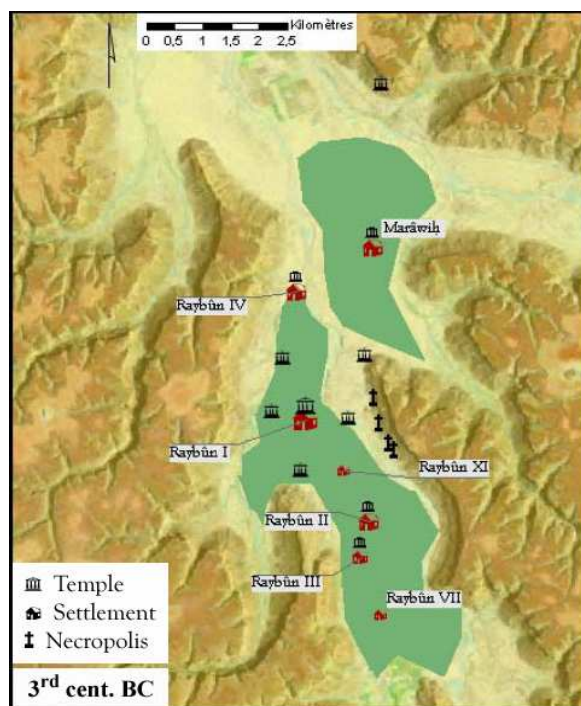 Kilomètres
0 0,5 1 1,5 2 2,5
Marâwiḥ
Raybûn IV
Raybûn I
Raybûn XI
Raybûn II
Raybûn III
Raybûn VII
Temple
Settlement
Necropolis
3rd cent. BC